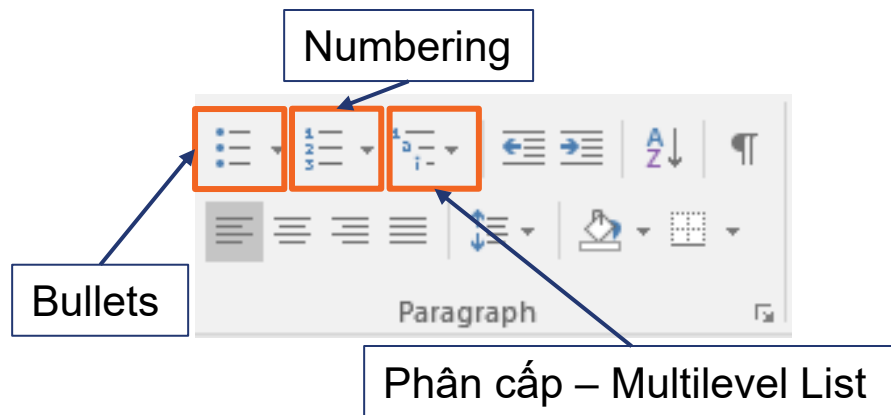 Numbering
Bullets
Paragraph
Phân cấp – Multilevel List